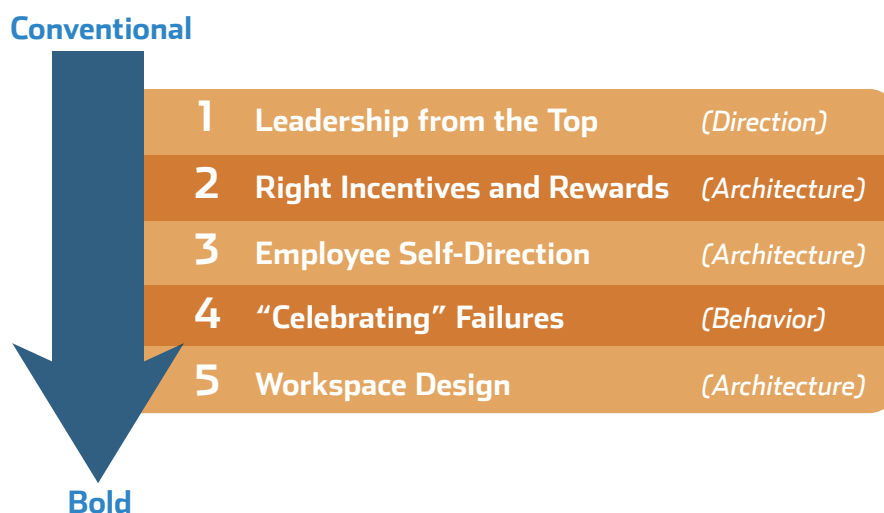 Conventional
1 Leadership from the Top (Direction)
2 Right Incentives and Rewards (Architecture)
3 Employee Self-Direction (Architecture)
4 “Celebrating” Failures (Behavior)
5 Workspace Design (Architecture)
Bold